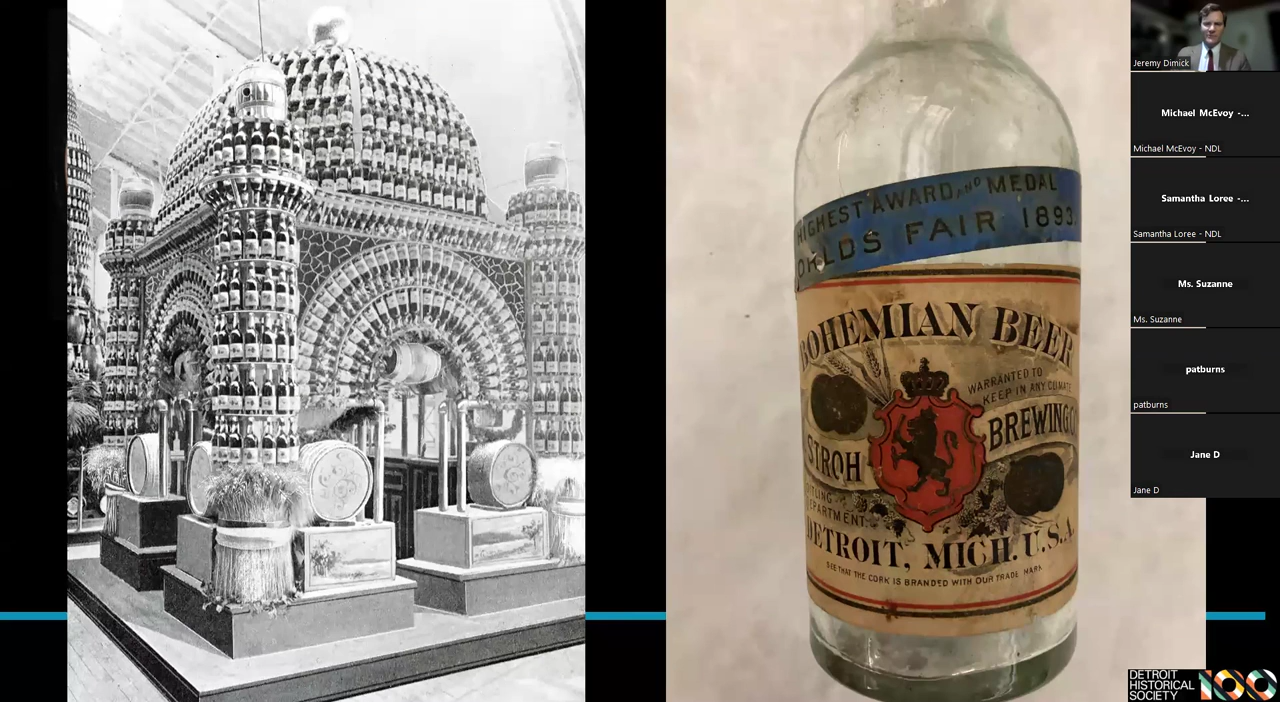 HIGHEST AWARD AND MEDAL
WORLDS FAIR 1893
BOHEMIAN BEER
WARRANTED TO
KEEP IN ANY CLIMATE
STROH
BREWING CO
BOTTLING
DEPARTMENT.
DETROIT, MICH. U.S.A.
SEE THAT THE CORK IS BRANDED WITH OUR TRADE MARK
Jeremy Dimick
Michael McEvoy -...
Michael McEvoy - NDL
Samantha Loree -...
Samantha Loree - NDL
Ms. Suzanne
Ms. Suzanne
patburns
patburns
Jane D
Jane D
DETROIT
HISTORICAL
SOCIETY
100